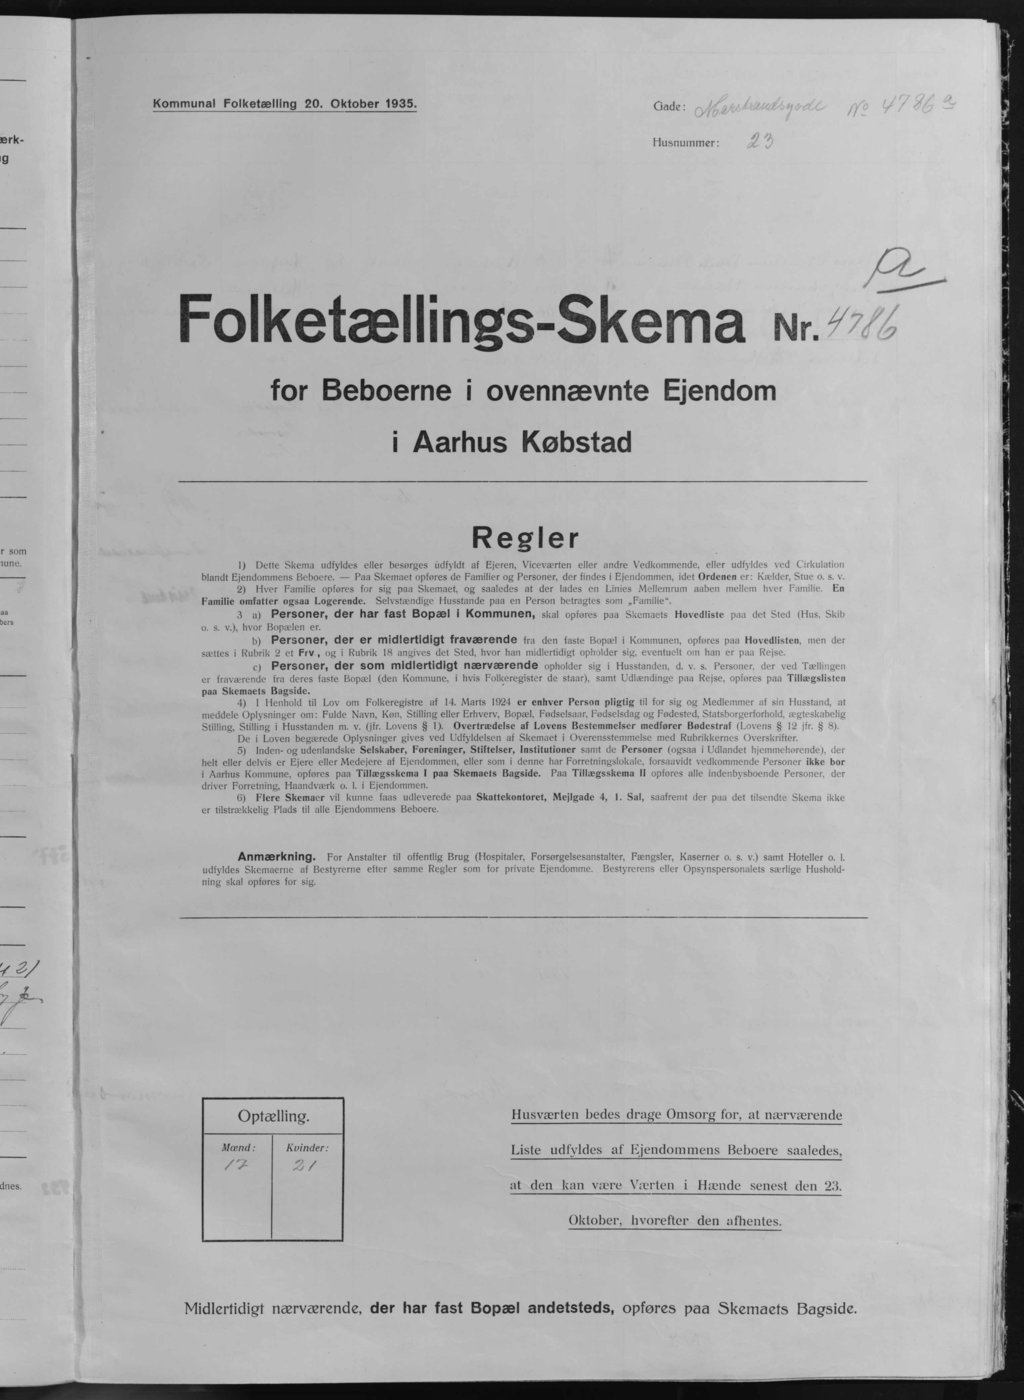 Kommunal Folketælling 20. Oktober 1935.
Gade: Nº 4786 a
Husnummer: 23
a
Folketællings-Skema Nr. 4786
for Beboerne i ovennævnte Ejendom
i Aarhus Købstad
Regler
1) Dette Skema udfyldes eller besørges udfyldt af Ejeren, Viceværten eller andre Vedkommende, eller udfyldes ved Cirkulation
blandt Ejendommens Beboere. — Paa Skemaet opføres de Familier og Personer, der findes i Ejendommen, idet Ordenen er: Kælder, Stue o. s. v.
2) Hver Familie opføres for sig paa Skemaet, og saaledes at der lades en Linies Mellemrum aaben mellem hver Familie. En
Familie omfatter ogsaa Logerende. Selvstændige Husstande paa en Person betragtes som „Familie“.
3 a) Personer, der har fast Bopæl i Kommunen, skal opføres paa Skemaets Hovedliste paa det Sted (Hus, Skib
o. s. v.), hvor Bopælen er.
b) Personer, der er midlertidigt fraværende fra den faste Bopæl i Kommunen, opføres paa Hovedlisten, men der
sættes i Rubrik 2 et Frv., og i Rubrik 18 angives det Sted, hvor han midlertidigt opholder sig, eventuelt om han er paa Rejse.
c) Personer, der som midlertidigt nærværende opholder sig i Husstanden, d. v. s. Personer, der ved Tællingen
er fraværende fra deres faste Bopæl (den Kommune, i hvis Folkeregister de staar), samt Udlændinge paa Rejse, opføres paa Tillægslisten
paa Skemaets Bagside.
4) I Henhold til Lov om Folkeregistre af 14. Marts 1924 er enhver Person pligtig til for sig og Medlemmer af sin Husstand, at
meddele Oplysninger om: Fulde Navn, Køn, Stilling eller Erhverv, Bopæl, Fødselsaar, Fødselsdag og Fødested, Statsborgerforhold, ægteskabelig
Stilling, Stilling i Husstanden m. v. (jfr. Lovens § 1). Overtrædelse af Lovens Bestemmelser medfører Bødestraf (Lovens § 12 jfr. § 8).
De i Loven begærede Oplysninger gives ved Udfyldelsen af Skemaet i Overensstemmelse med Rubrikkernes Overskrifter.
5) Inden- og udenlandske Selskaber, Foreninger, Stiftelser, Institutioner samt de Personer (ogsaa i Udlandet hjemmehørende), der
helt eller delvis er Ejere eller Medejere af Ejendommen, eller som i denne har Forretningslokale, forsaavidt vedkommende Personer ikke bor
i Aarhus Kommune, opføres paa Tillægsskema I paa Skemaets Bagside. Paa Tillægsskema II opføres alle indenbysboende Personer, der
driver Forretning, Haandværk o. l. i Ejendommen.
6) Flere Skemaer vil kunne faas udleverede paa Skattekontoret, Mejlgade 4, 1. Sal, saafremt der paa det tilsendte Skema ikke
er tilstrækkelig Plads til alle Ejendommens Beboere.
Anmærkning. For Anstalter til offentlig Brug (Hospitaler, Forsørgelsesanstalter, Fængsler, Kaserner o. s. v.) samt Hoteller o. l.
udfyldes Skemaerne af Bestyrerne efter samme Regler som for private Ejendomme. Bestyrerens eller Opsynspersonalets særlige Hushold-
ning skal opføres for sig.
Optælling.
Mænd: Kvinder:
17 21
Husværten bedes drage Omsorg for, at nærværende
Liste udfyldes af Ejendommens Beboere saaledes,
at den kan være Værten i Hænde senest den 23.
Oktober, hvorefter den afhentes.
Midlertidigt nærværende, der har fast Bopæl andetsteds, opføres paa Skemaets Bagside.